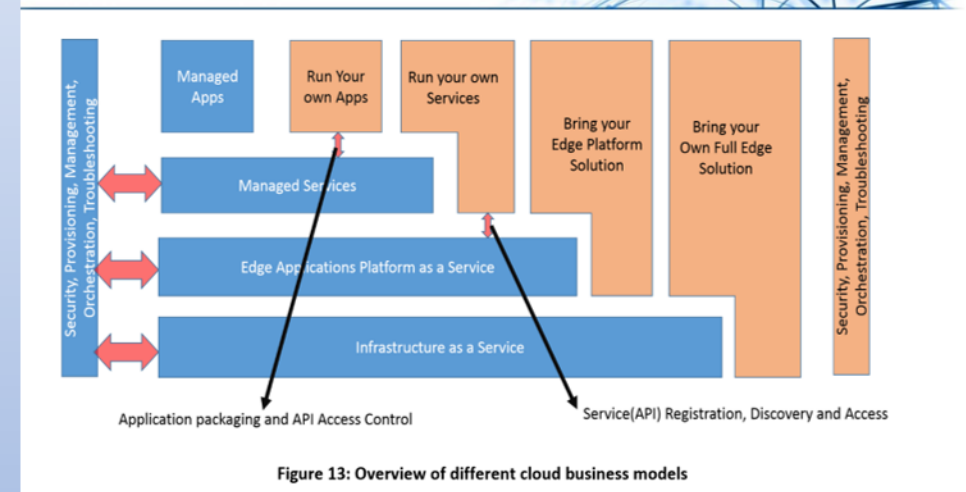 Security, Provisioning, Management,
Orchestration, Troubleshooting
Managed
Apps
Run Your
own Apps
Run your own
Services
Bring your
Edge Platform
Solution
Bring your
Own Full Edge
Solution
Security, Provisioning, Management,
Orchestration, Troubleshooting
Managed Services
Edge Applications Platform as a Service
Infrastructure as a Service
Application packaging and API Access Control
Service(API) Registration, Discovery and Access
Figure 13: Overview of different cloud business models